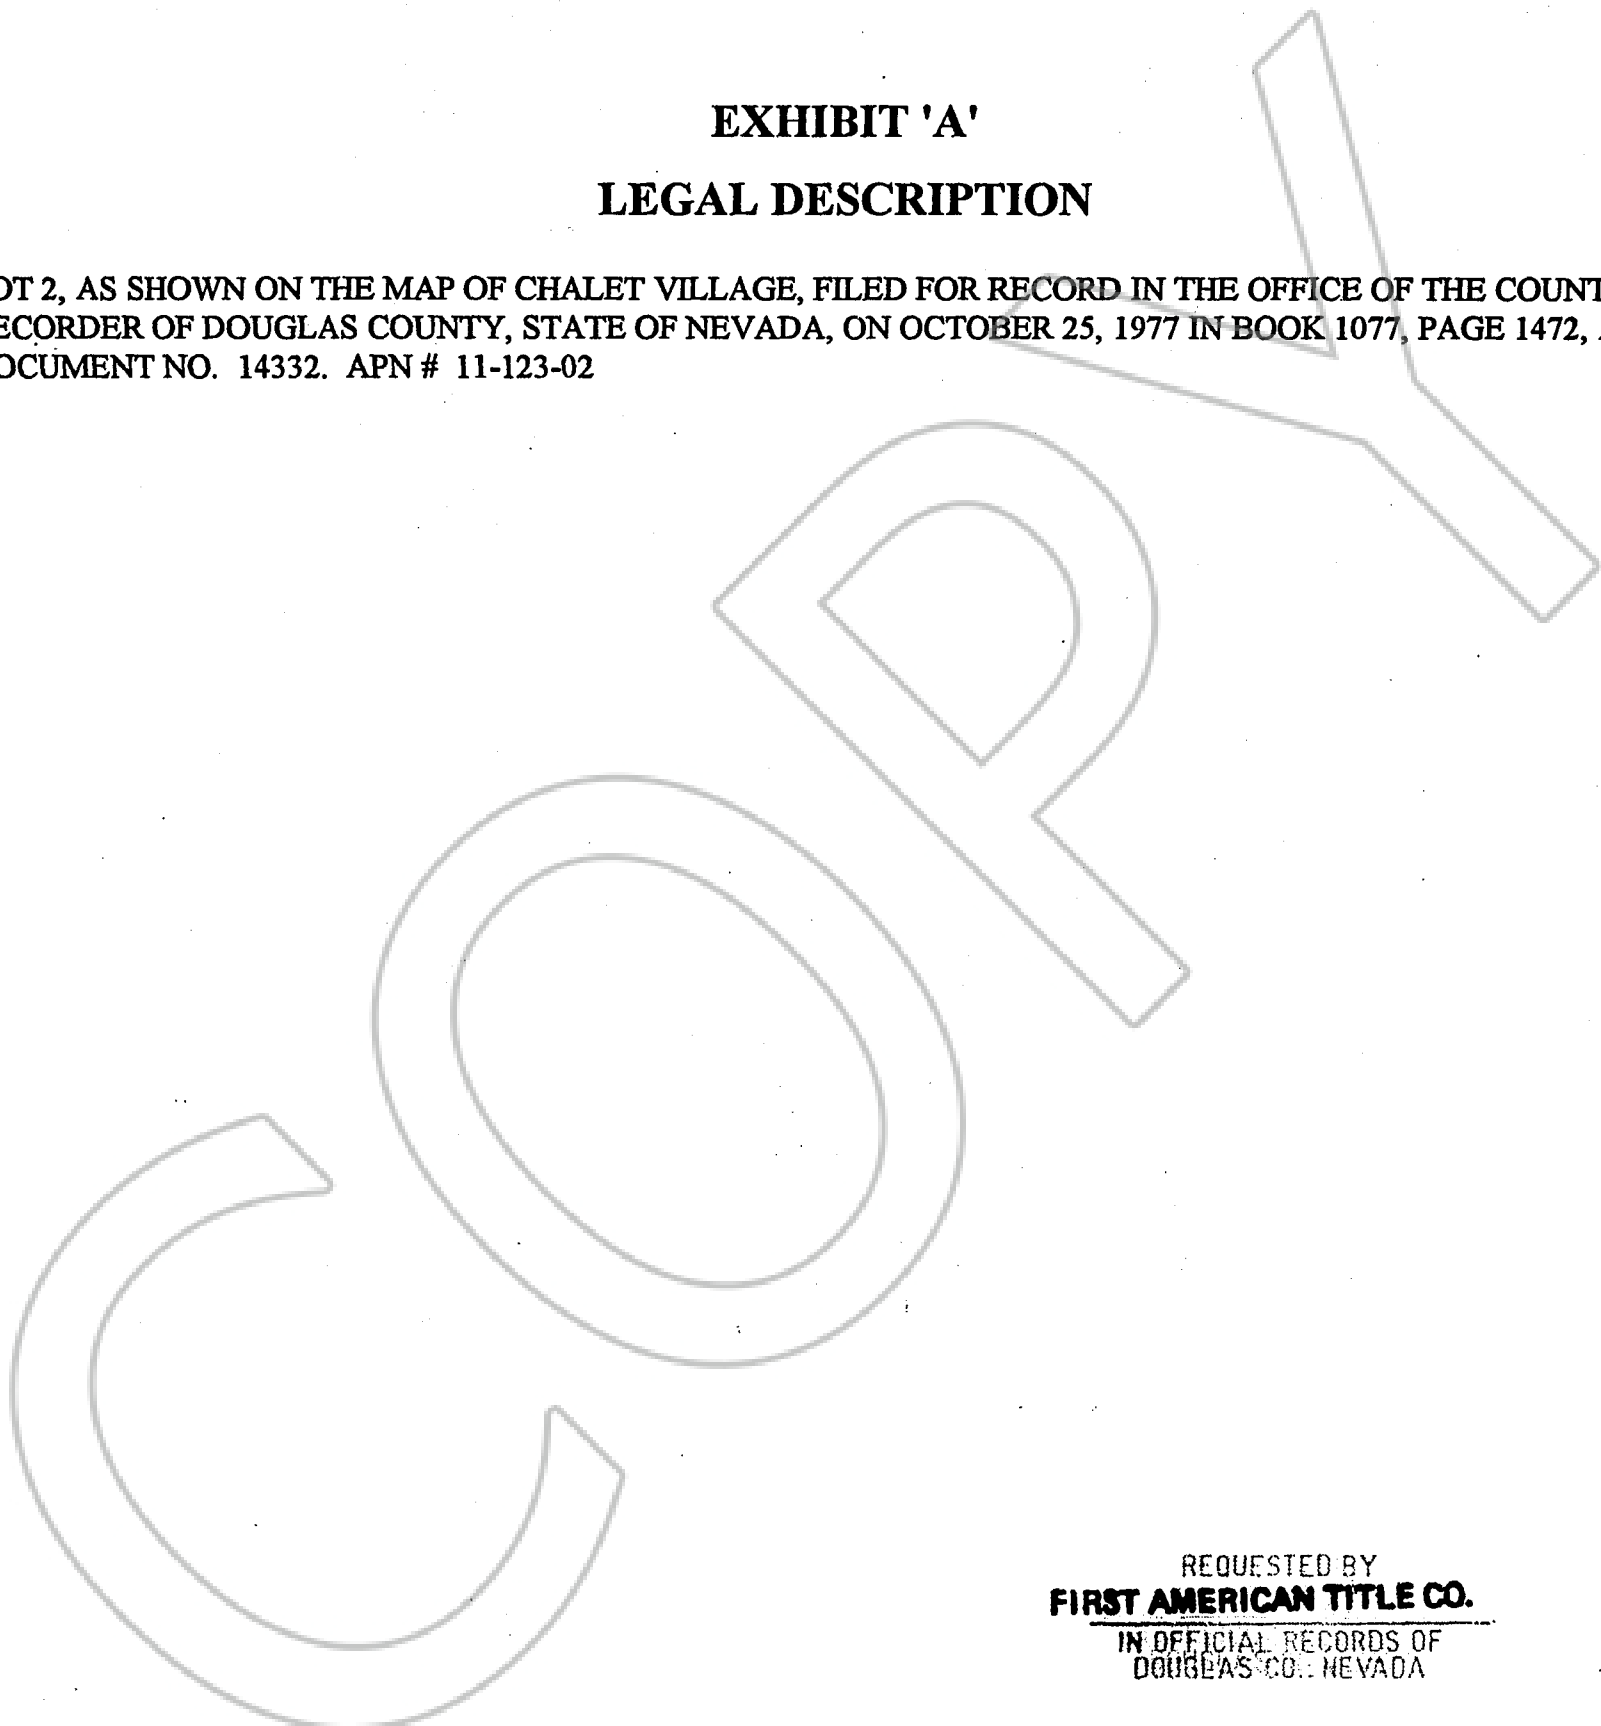 EXHIBIT 'A'
LEGAL DESCRIPTION
OT 2, AS SHOWN ON THE MAP OF CHALET VILLAGE, FILED FOR RECORD IN THE OFFICE OF THE COUNT
ECORDER OF DOUGLAS COUNTY, STATE OF NEVADA, ON OCTOBER 25, 1977 IN BOOK 1077, PAGE 1472,
OCUMENT NO. 14332. APN # 11-123-02
COPY
REQUESTED BY
FIRST AMERICAN TITLE CO.
IN OFFICIAL RECORDS OF
DOUGLAS CO., NEVADA